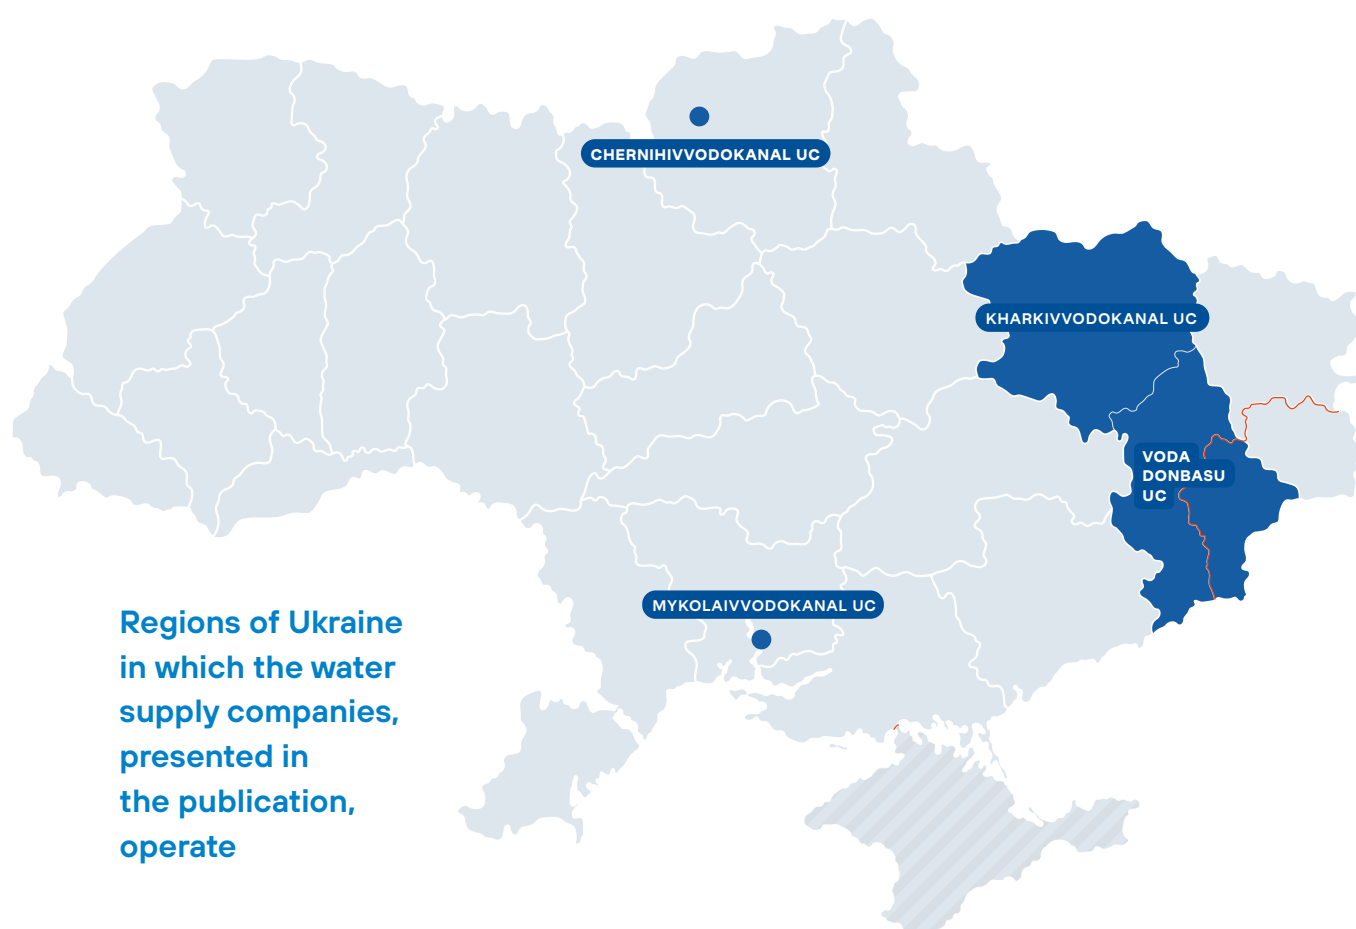 CHERNIHIVVODOKANAL UC
KHARKIVVODOKANAL UC
VODA
DONBASU
UC
MYKOLAIVVODOKANAL UC
Regions of Ukraine
in which the water
supply companies,
presented in
the publication,
operate